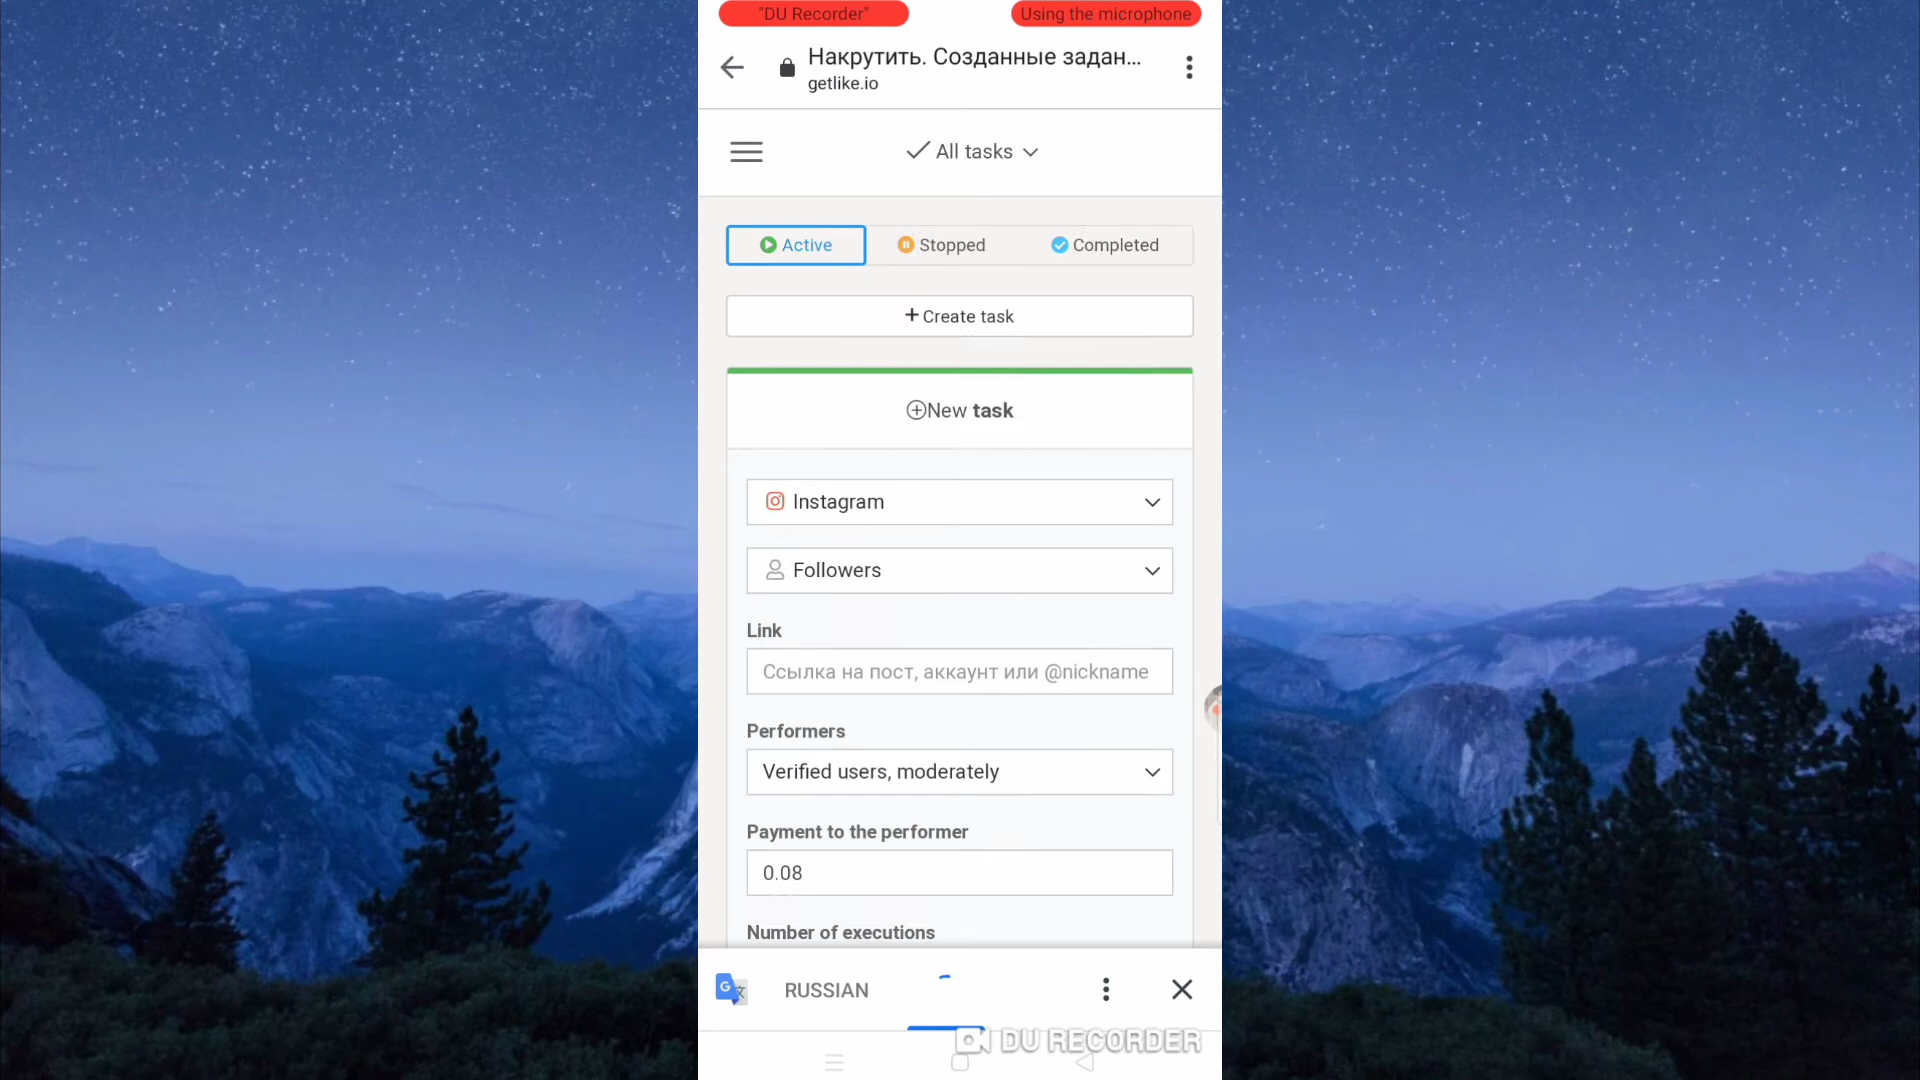 "DU Recorder"
Using the microphone
Накрутить. Созданные задан...
getlike.io
All tasks
Active
Stopped
Completed
+ Create task
New task
Instagram
Followers
Link
Ссылка на пост, аккаунт или @nickname
Performers
Verified users, moderately
Payment to the performer
0.08
Number of executions
RUSSIAN
DU RECORDER